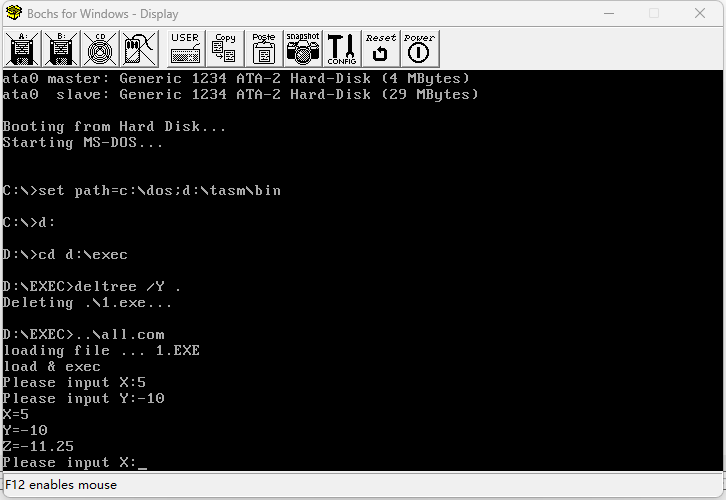 Bochs for Windows - Display
A:
B:
CD
USER
Copy
Paste
snapshot
CONFIG
Reset
Power
ata0 master: Generic 1234 ATA-2 Hard-Disk (4 MBytes)
ata0  slave: Generic 1234 ATA-2 Hard-Disk (29 MBytes)
Booting from Hard Disk...
Starting MS-DOS...
C:\>set path=c:\dos;d:\tasm\bin
C:\>d:
D:\>cd d:\exec
D:\EXEC>deltree /Y .
Deleting .\1.exe...
D:\EXEC>..\all.com
loading file ... 1.EXE
load & exec
Please input X:5
Please input Y:-10
X=5
Y=-10
Z=-11.25
Please input X:_
F12 enables mouse